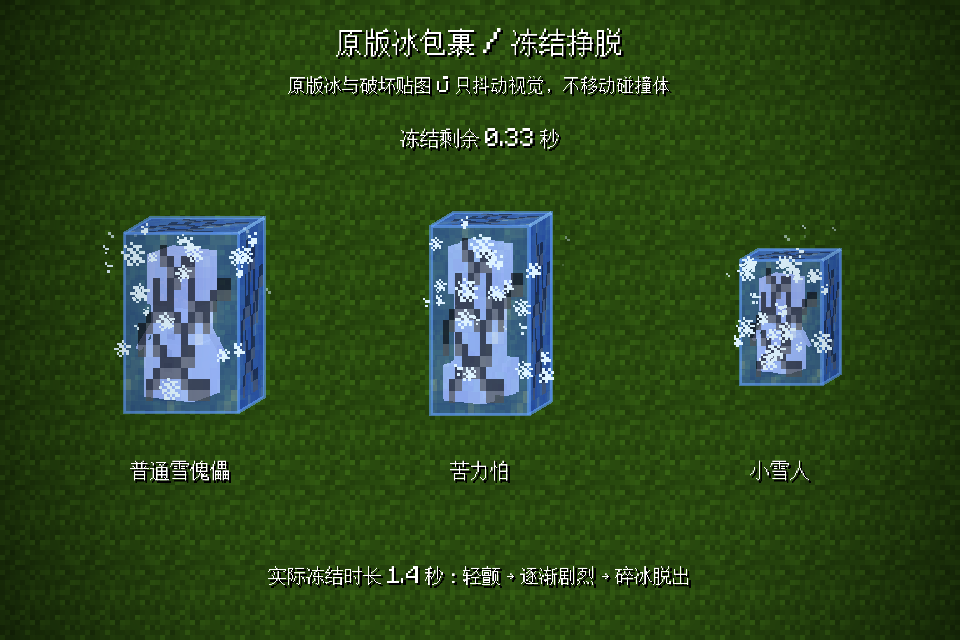 原版冰包裹 / 冻结挣脱
原版冰与破坏贴图 Ú 只抖动视觉，不移动碰撞体
冻结剩余 0.33 秒
普通雪傀儡
苦力怕
小雪人
实际冻结时长 1.4 秒：轻颤 → 逐渐剧烈 → 碎冰脱出